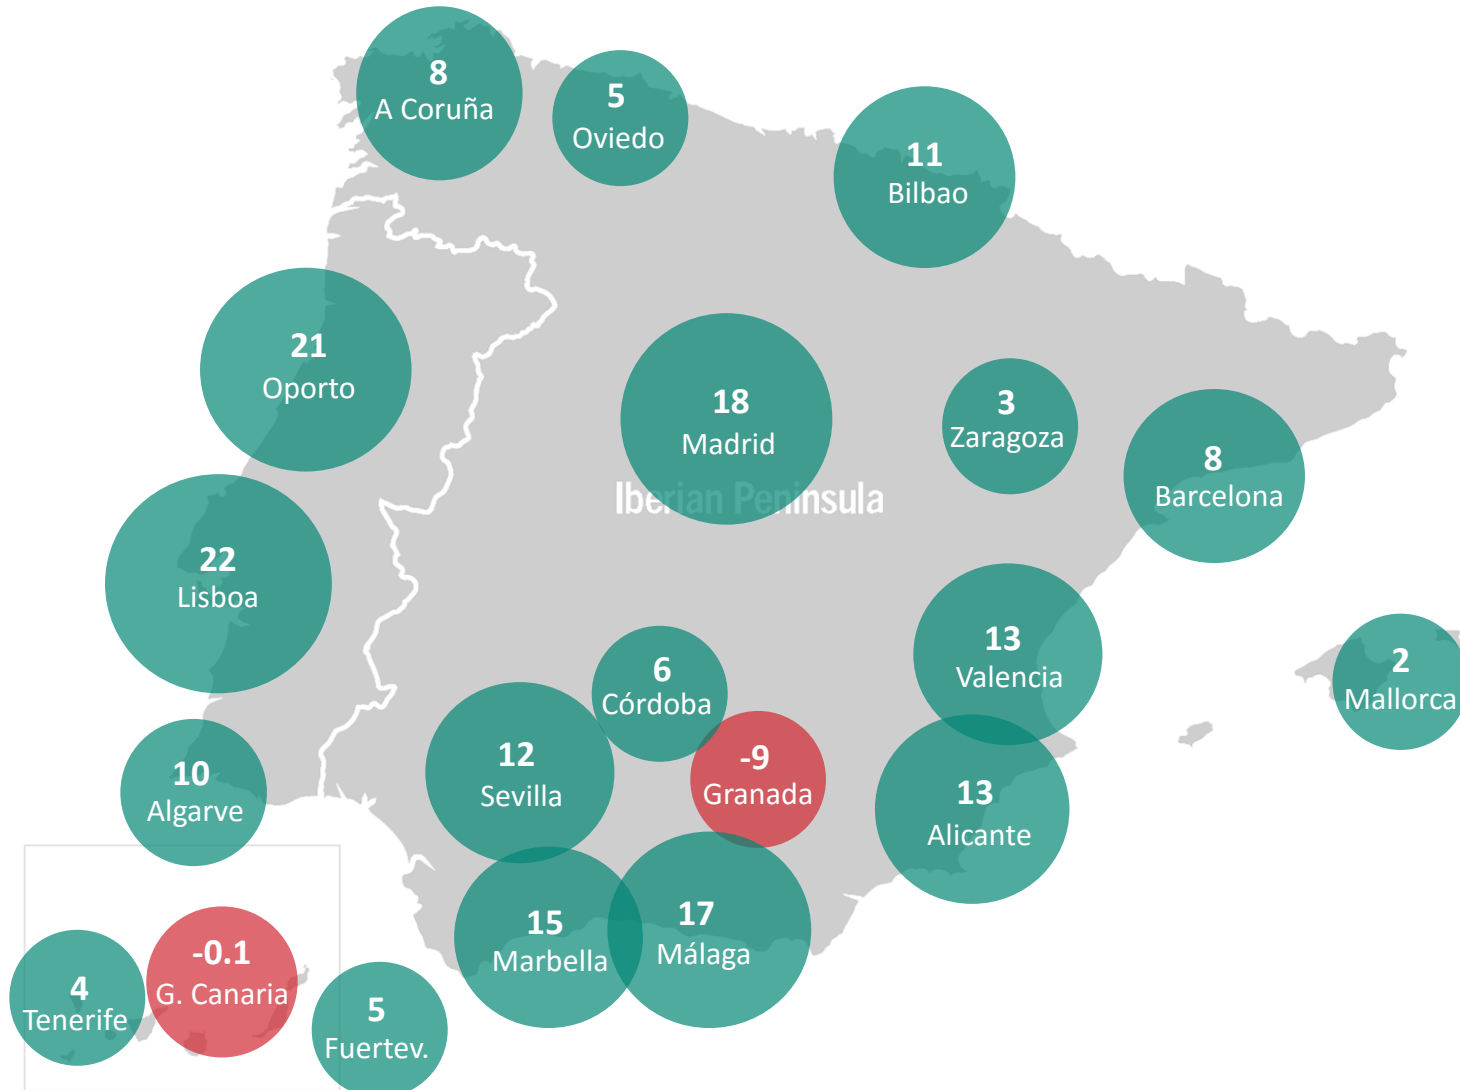 8
A Coruña
5
Oviedo
11
Bilbao
21
Oporto
18
Madrid
3
Zaragoza
8
Barcelona
Iberian Peninsula
22
Lisboa
13
Valencia
2
Mallorca
6
Córdoba
12
Sevilla
-9
Granada
10
Algarve
13
Alicante
15
Marbella
17
Málaga
4
Tenerife
-0.1
G. Canaria
5
Fuertev.